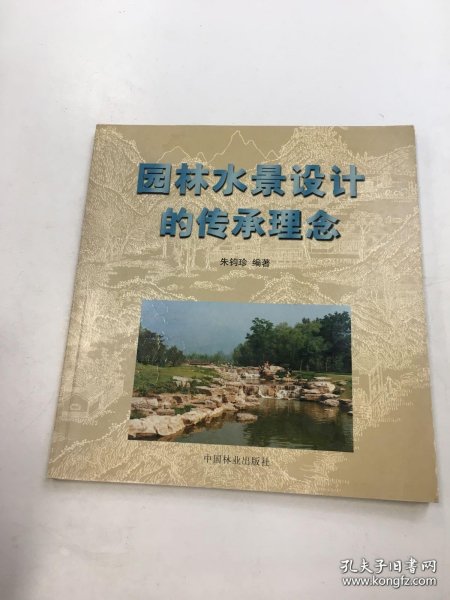 园林水景设计
的传承理念
朱钧珍 编著
中国林业出版社
孔夫子旧书网
www.kongfz.com